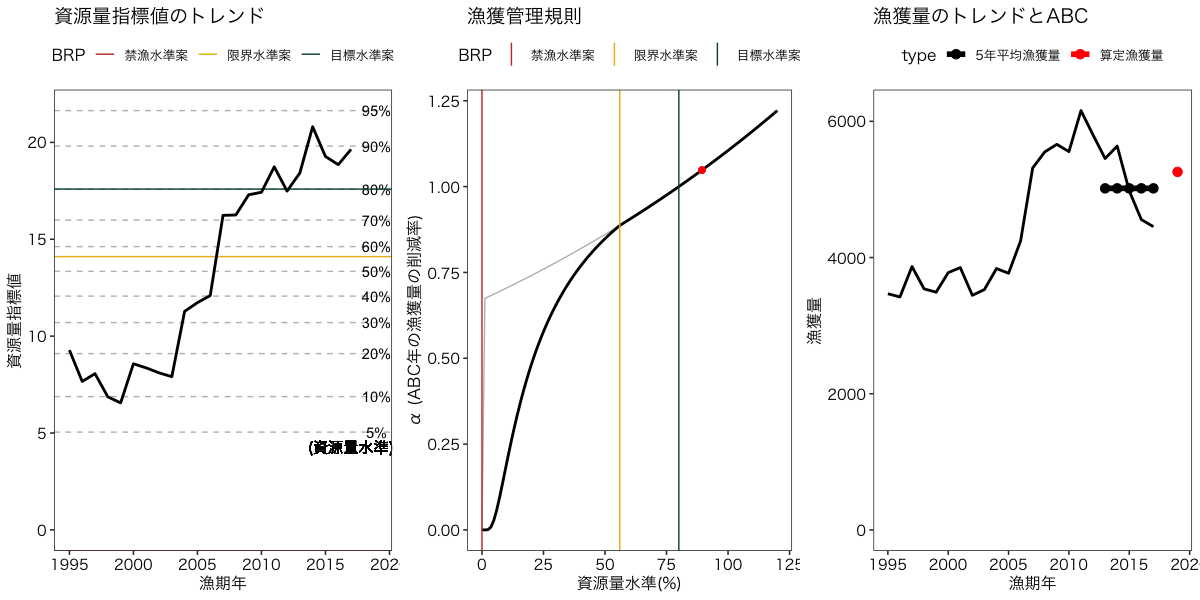 資源量指標値のトレンド
BRP 禁漁水準案 限界水準案 目標水準案
95%
90%
80%
70%
60%
50%
40%
30%
20%
10%
5%
(資源量水準)
20
15
10
5
0
資源量指標値
1995 2000 2005 2010 2015 202
漁期年
漁獲管理規則
BRP 禁漁水準案 限界水準案 目標水準案
1.25
1.00
0.75
0.50
0.25
0.00
α (ABC年の漁獲量の削減率)
0 25 50 75 100 125
資源量水準(%)
漁獲量のトレンドとABC
type 5年平均漁獲量 算定漁獲量
6000
4000
2000
0
漁獲量
1995 2000 2005 2010 2015 202
漁期年